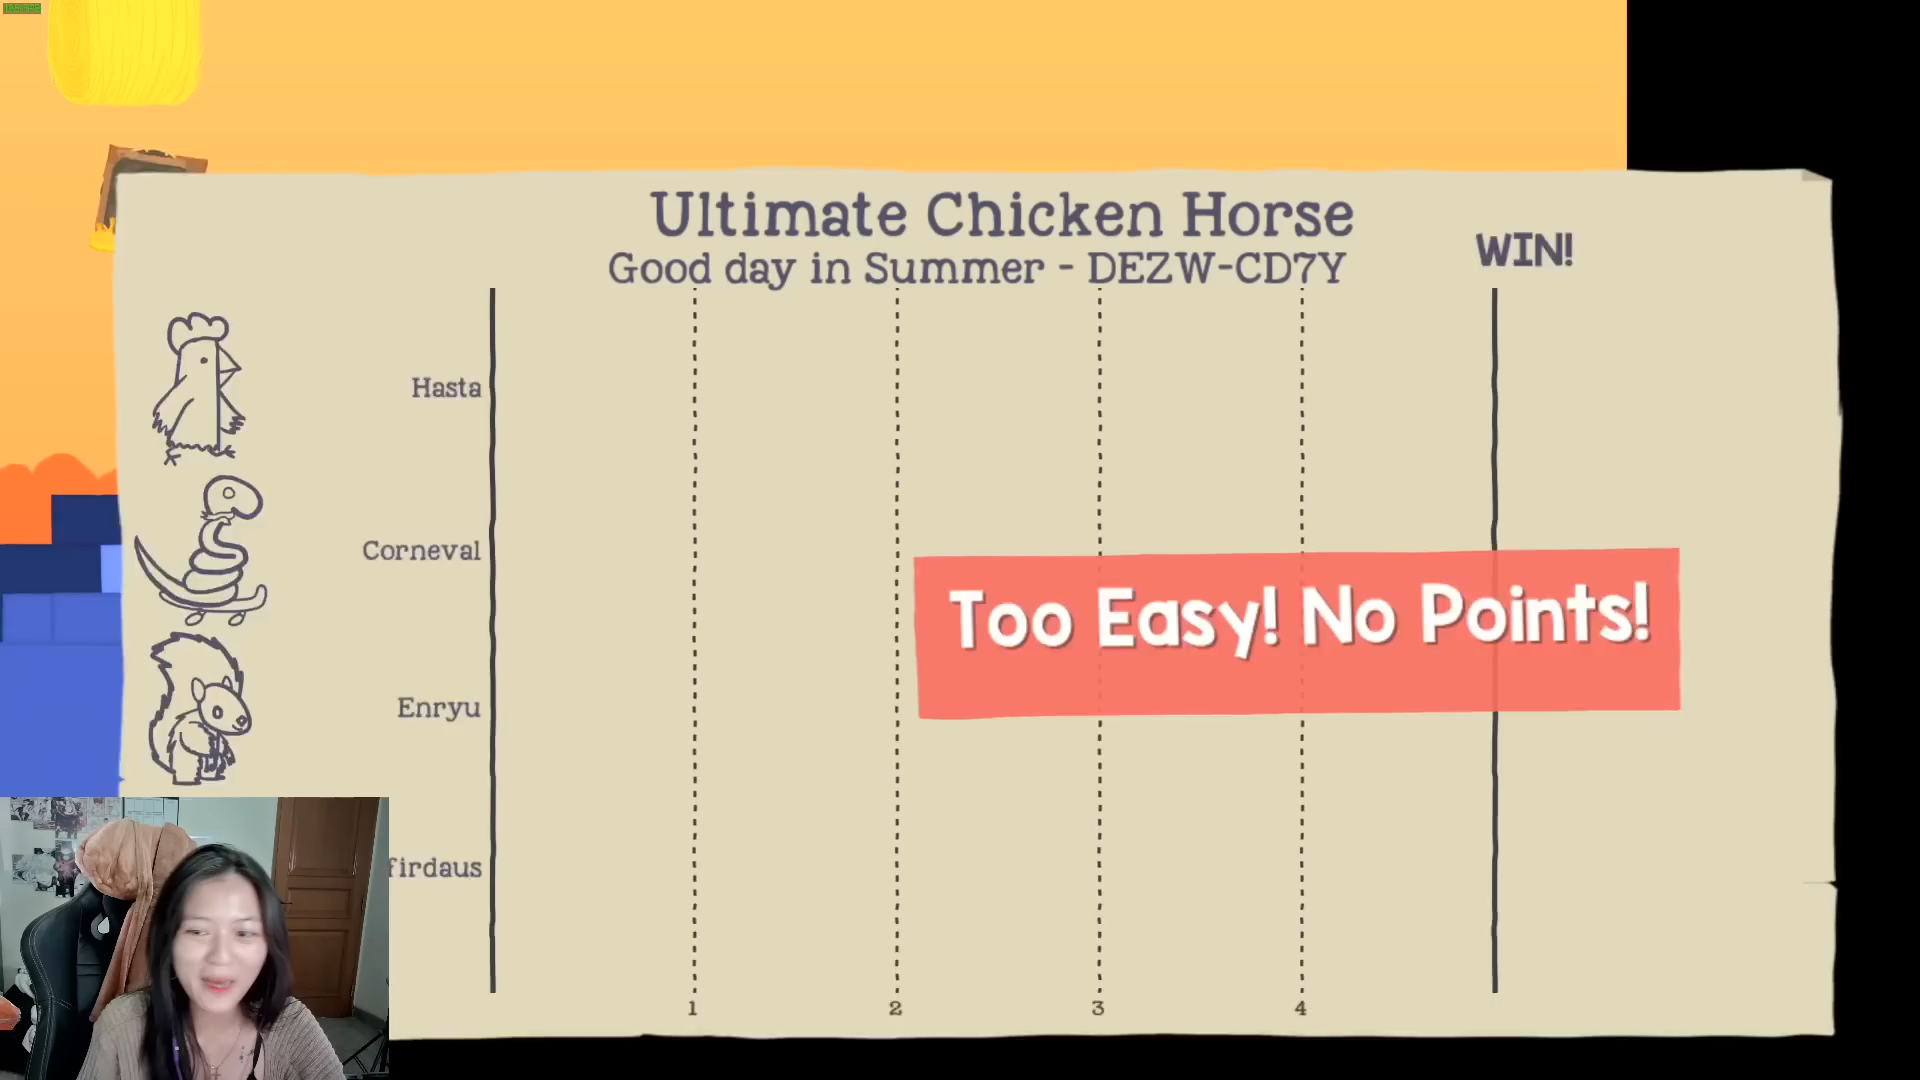 Ultimate Chicken Horse
Good day in Summer - DEZW-CD7Y
WIN!
Hasta
Corneval
Too Easy! No Points!
Enryu
firdaus
1 2 3 4